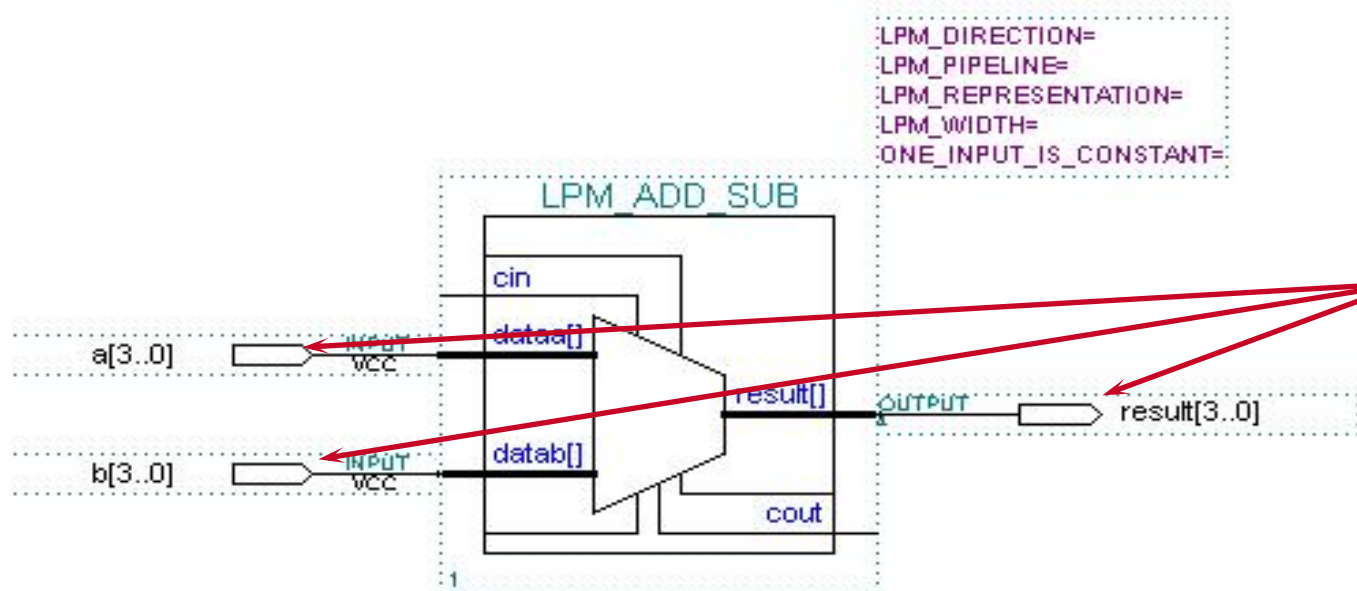 LPM_DIRECTION=
LPM_PIPELINE=
LPM_REPRESENTATION=
LPM_WIDTH=
ONE_INPUT_IS_CONSTANT=
LPM_ADD_SUB
cin
dataa[]
a[3..0]
INPUT
VCC
result[]
OUTPUT
result[3..0]
datab[]
b[3..0]
INPUT
VCC
cout
1